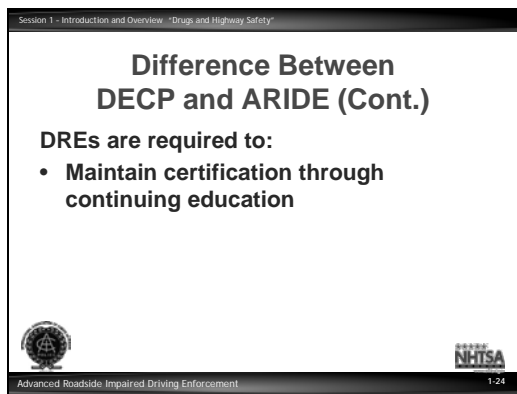 Session 1 - Introduction and Overview "Drugs and Highway Safety"
Difference Between
DECP and ARIDE (Cont.)
DREs are required to:
• Maintain certification through
continuing education
NHTSA
Advanced Roadside Impaired Driving Enforcement
1-24